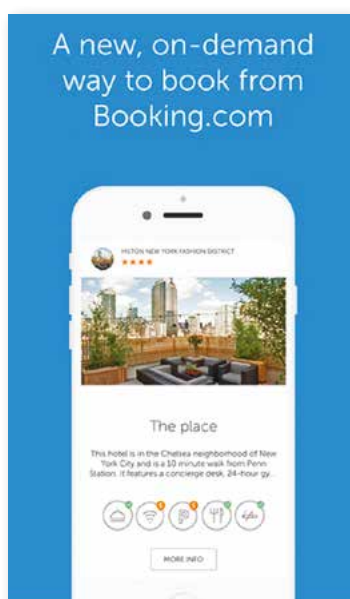 A new, on-demand
way to book from
Booking.com
HILTON NEW YORK FASHION DISTRICT
The place
This hotel is in the Chelsea neighborhood of New
York City and is a 10 minute walk from Penn
Station. It features a concierge desk, 24-hour gy...
MORE INFO